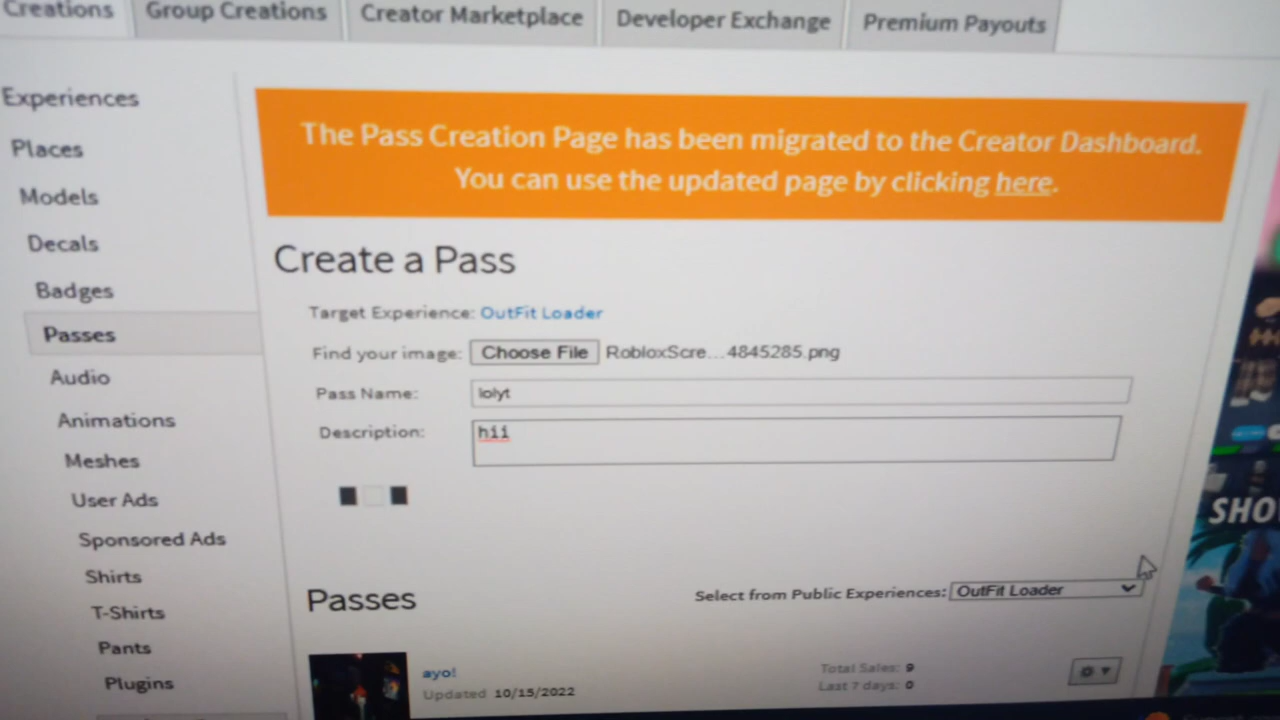 Creations
Group Creations
Creator Marketplace
Developer Exchange
Premium Payouts
Experiences
Places
Models
Decals
Badges
Passes
Audio
Animations
Meshes
User Ads
Sponsored Ads
Shirts
T-Shirts
Pants
Plugins
The Pass Creation Page has been migrated to the Creator Dashboard.
You can use the updated page by clicking here.
Create a Pass
Target Experience: OutFit Loader
Find your image: Choose File RobloxScre...4845285.png
Pass Name: lolyt
Description: hii
Passes
Select from Public Experiences: OutFit Loader
ayo!
Updated 10/15/2022
Total Sales: 9
Last 7 days: 0